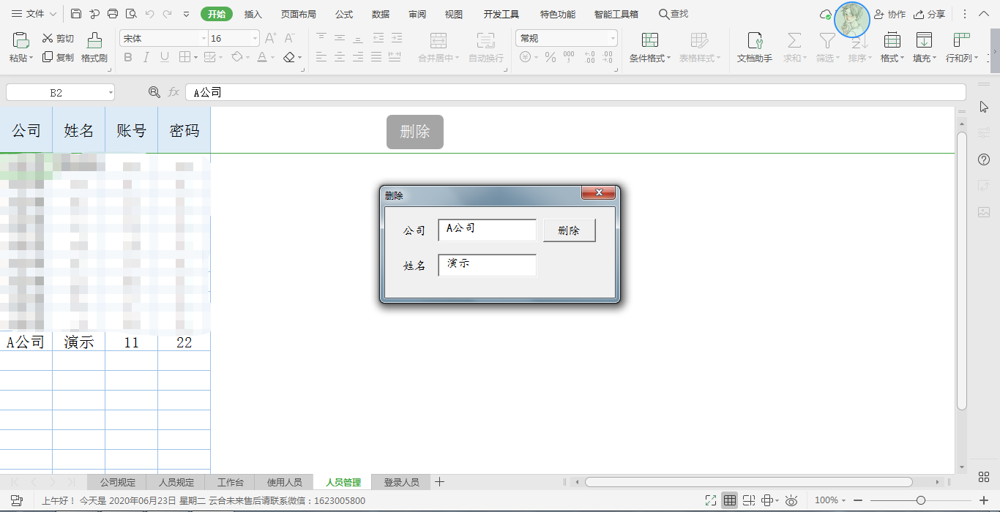 文件 开始 插入 页面布局 公式 数据 审阅 视图 开发工具 特色功能 智能工具箱 查找 协作 分享
剪切 宋体 16 常规
粘贴 复制 格式刷 合并居中 自动换行 条件格式 表格样式 文档助手 求和 筛选 排序 格式 填充 行和列
B2 fx A公司
公司 姓名 账号 密码 删除
删除
公司 A公司 删除
姓名 演示
A公司 演示 11 22
公司规定 人员规定 工作台 使用人员 人员管理 登录人员
上午好！ 今天是 2020年06月23日 星期二 云合未来售后请联系微信：1623005800 100%